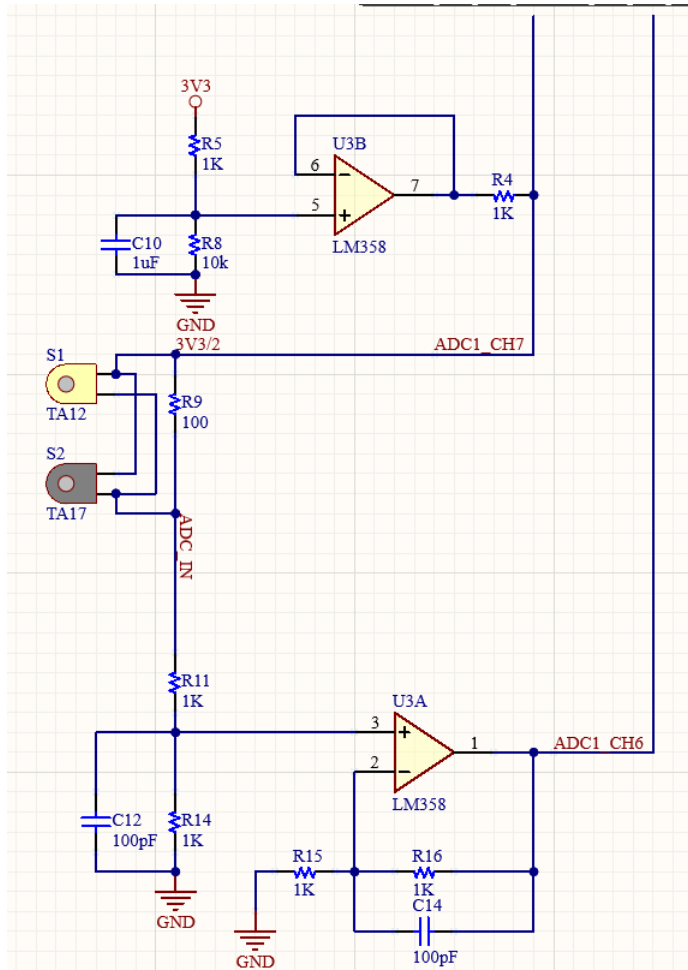 3V3
R5
1K
U3B
6
7
5
LM358
R4
1K
C10
1uF
R8
10k
GND
3V3/2
ADC1_CH7
S1
TA12
R9
100
S2
TA17
ADC_IN
R11
1K
U3A
3
2
1
LM358
ADC1_CH6
C12
100pF
R14
1K
GND
R15
1K
R16
1K
C14
100pF
GND